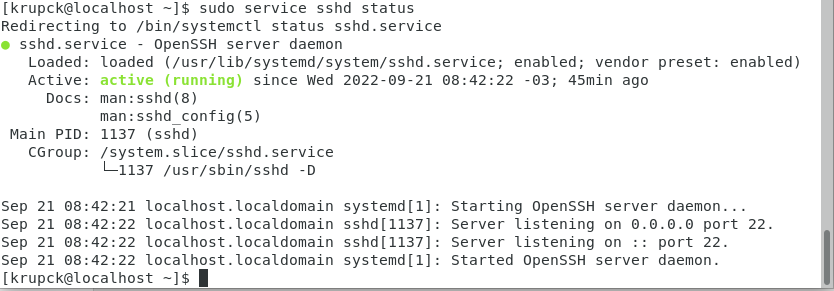 [krupck@localhost ~]$ sudo service sshd status
Redirecting to /bin/systemctl status sshd.service
● sshd.service - OpenSSH server daemon
   Loaded: loaded (/usr/lib/systemd/system/sshd.service; enabled; vendor preset: enabled)
   Active: active (running) since Wed 2022-09-21 08:42:22 -03; 45min ago
     Docs: man:sshd(8)
           man:sshd_config(5)
 Main PID: 1137 (sshd)
   CGroup: /system.slice/sshd.service
           └─1137 /usr/sbin/sshd -D

Sep 21 08:42:21 localhost.localdomain systemd[1]: Starting OpenSSH server daemon...
Sep 21 08:42:22 localhost.localdomain sshd[1137]: Server listening on 0.0.0.0 port 22.
Sep 21 08:42:22 localhost.localdomain sshd[1137]: Server listening on :: port 22.
Sep 21 08:42:22 localhost.localdomain systemd[1]: Started OpenSSH server daemon.
[krupck@localhost ~]$